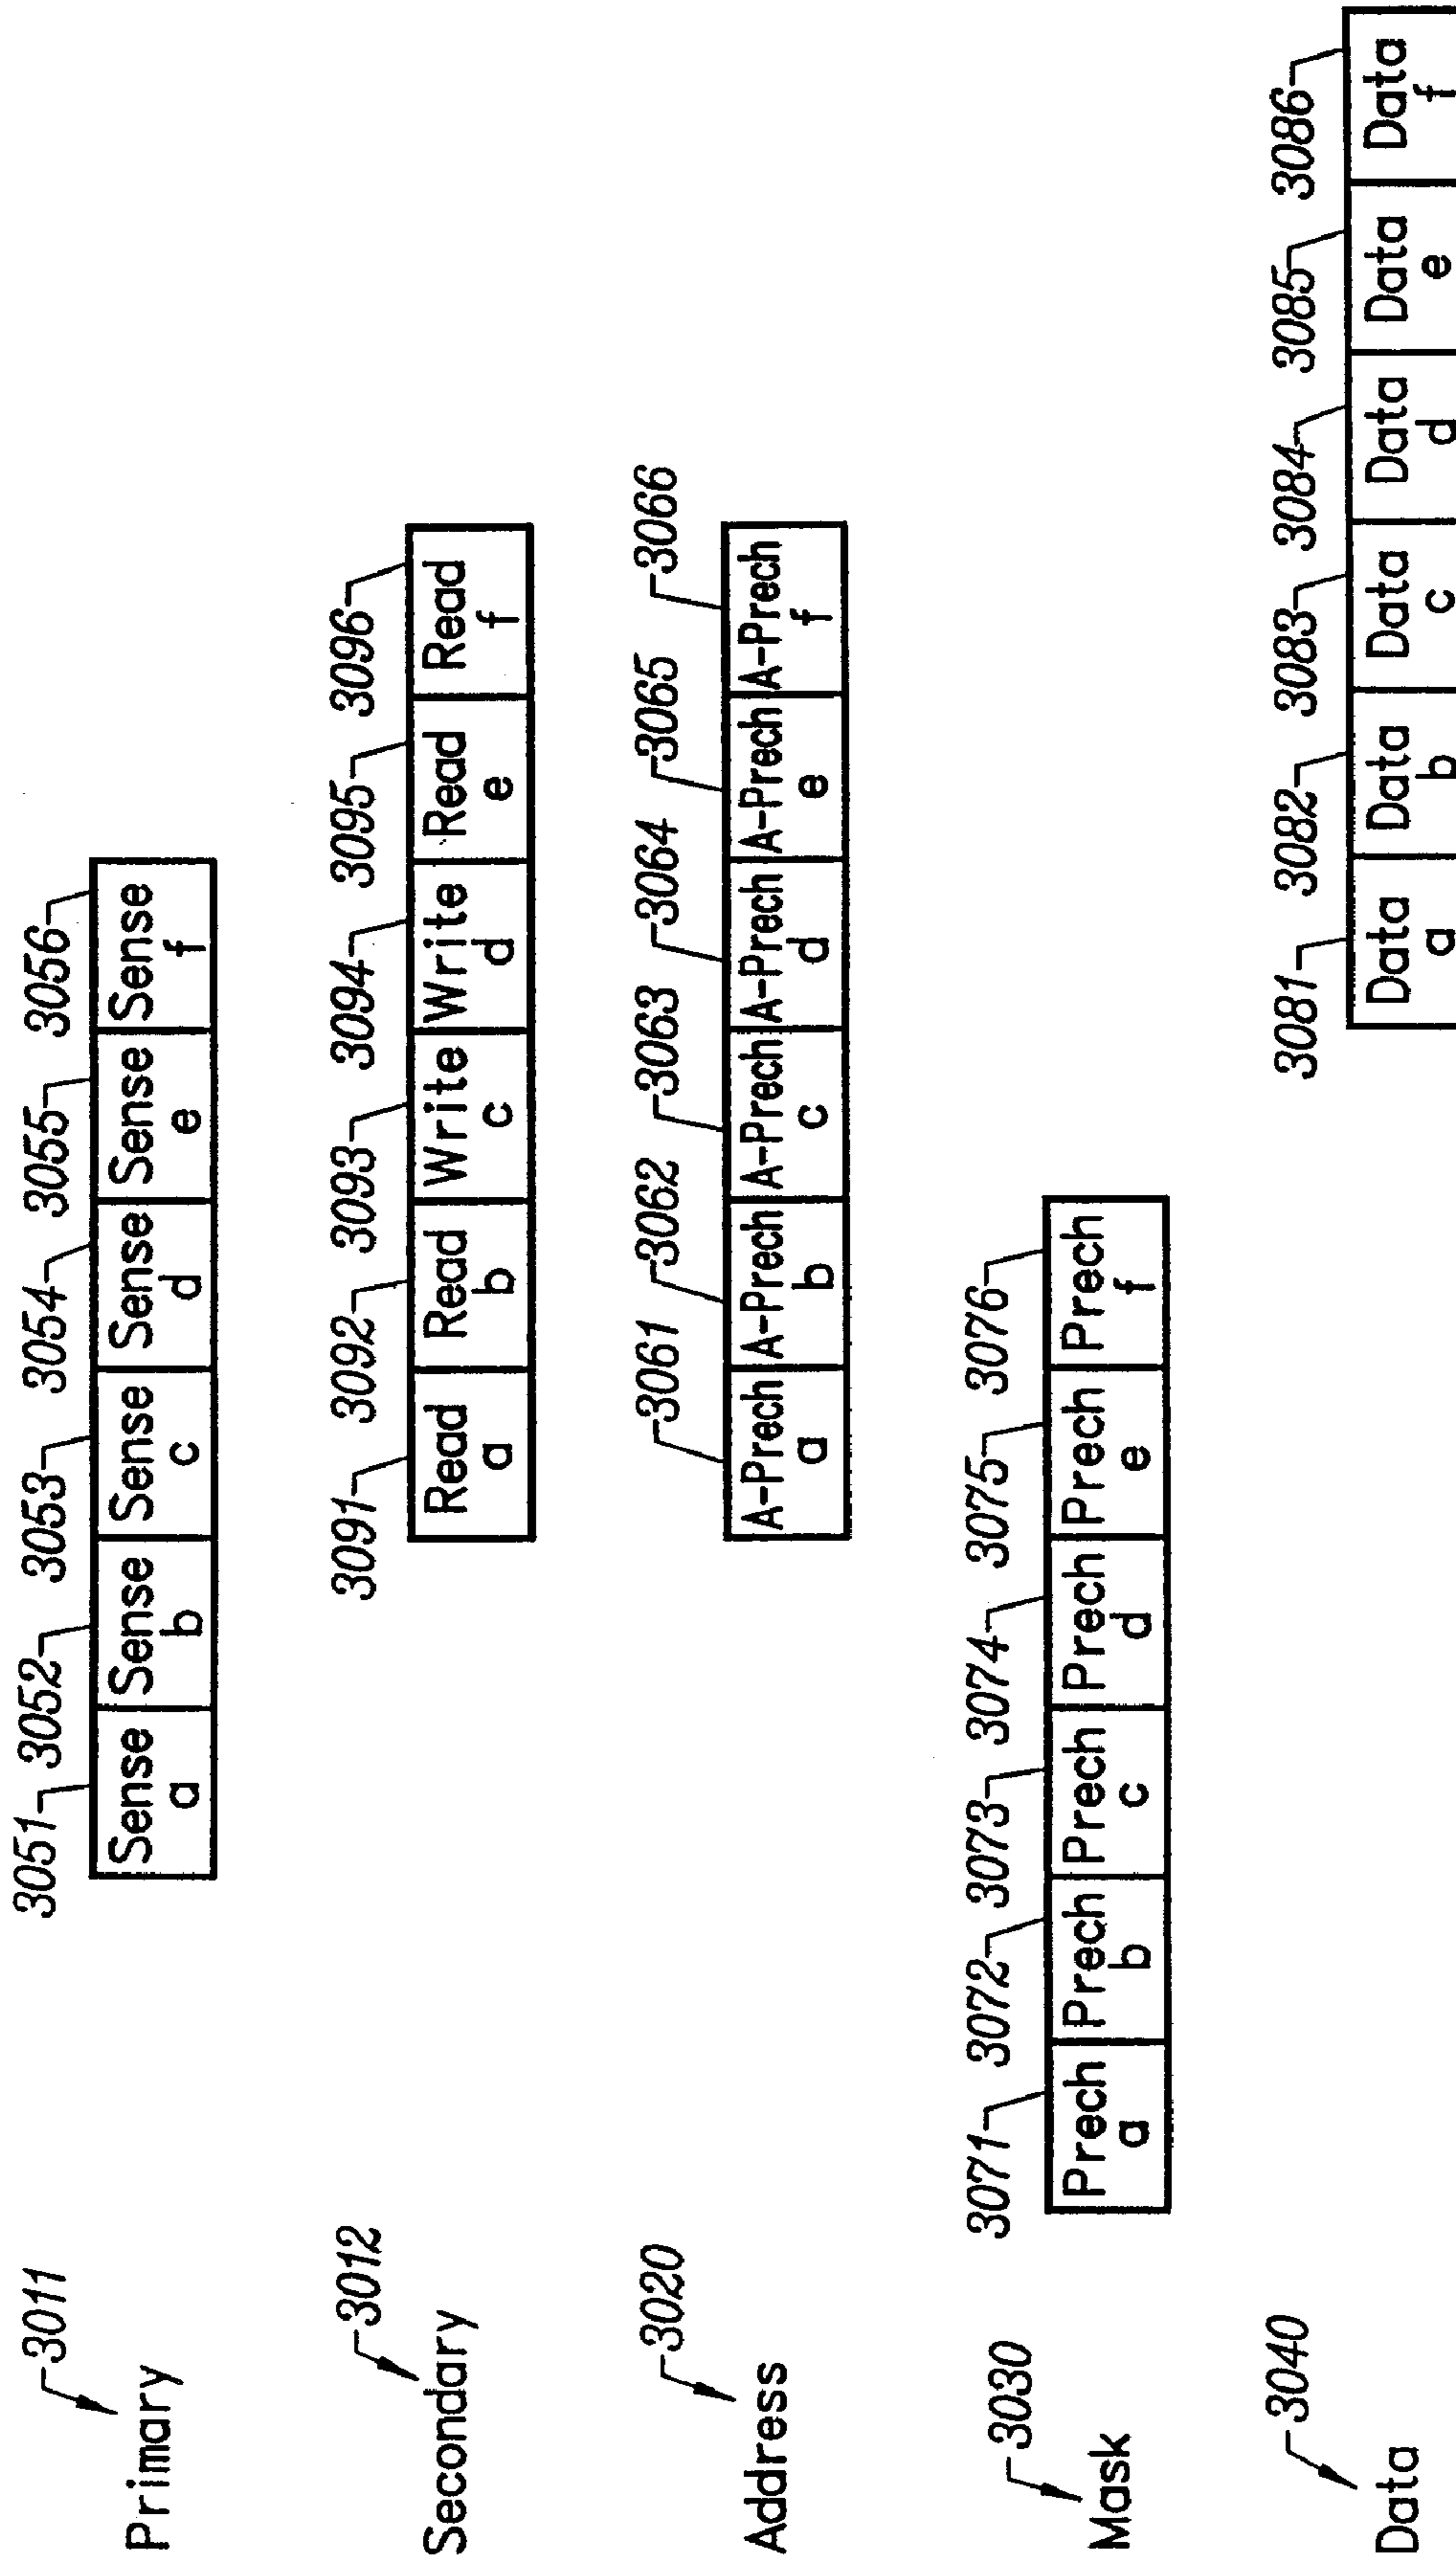 3011
Primary
3051 3052 3053 3054 3055 3056
Sense Sense Sense Sense Sense Sense
a b c d e f
3012
Secondary
3091 3092 3093 3094 3095 3096
Read Read Write Write Read Read
a b c d e f
3020
Address
3061 3062 3063 3064 3065 3066
A-Prech A-Prech A-Prech A-Prech A-Prech A-Prech
a b c d e f
3030
Mask
3071 3072 3073 3074 3075 3076
Prech Prech Prech Prech Prech Prech
a b c d e f
3040
Data
3081 3082 3083 3084 3085 3086
Data Data Data Data Data Data
a b c d e f